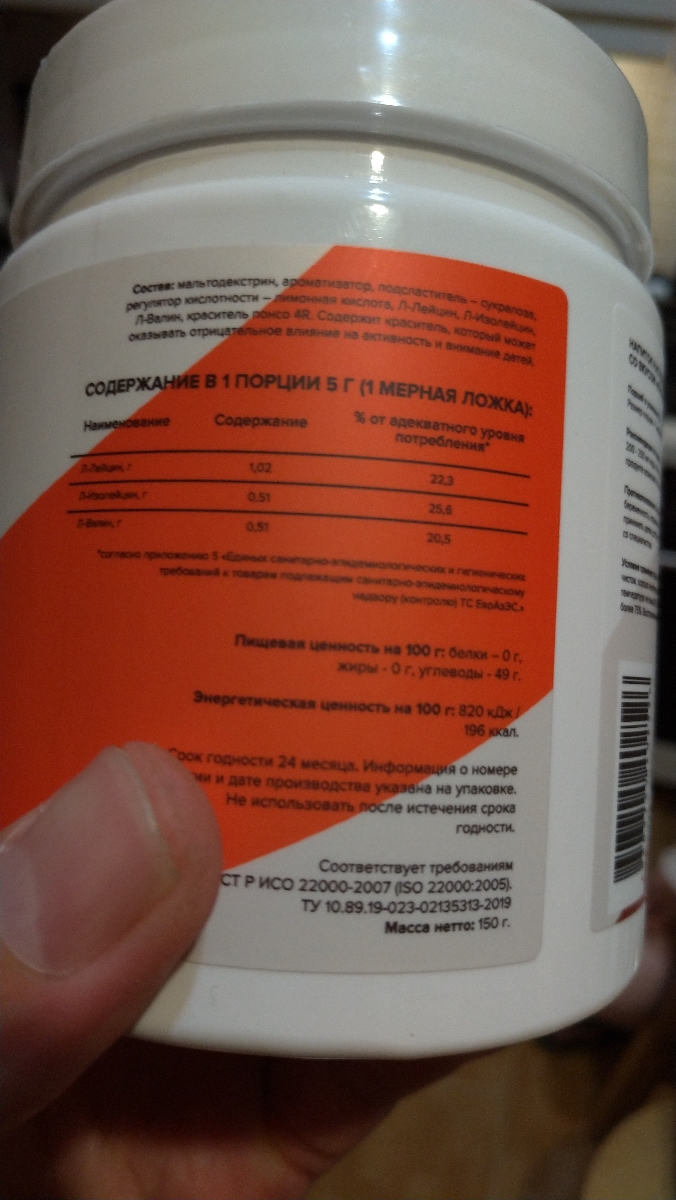 Состав: мальтодекстрин, ароматизатор, подсластитель – сукралоза,
регулятор кислотности – лимонная кислота, Л-Лейцин, Л-Изолейцин,
Л-Валин, краситель понсо 4R. Содержит краситель, который может
оказывать отрицательное влияние на активность и внимание детей.
СОДЕРЖАНИЕ В 1 ПОРЦИИ 5 Г (1 МЕРНАЯ ЛОЖКА):
Наименование Содержание % от адекватного уровня
потребления*
Л-Лейцин, г 1,02 22,3
Л-Изолейцин, г 0,51 25,6
Л-Валин, г 0,51 20,5
*согласно приложению 5 «Единых санитарно-эпидемиологических и гигиенических
требований к товарам подлежащим санитарно-эпидемиологическому
надзору (контролю) ТС ЕврАзЭС.»
Пищевая ценность на 100 г: белки – 0 г,
жиры - 0 г, углеводы - 49 г.
Энергетическая ценность на 100 г: 820 кДж /
196 ккал.
Срок годности 24 месяца. Информация о номере
и дате производства указана на упаковке.
Не использовать после истечения срока
годности.
Соответствует требованиям
СТ Р ИСО 22000-2007 (ISO 22000:2005).
ТУ 10.89.19-023-02135313-2019
Масса нетто: 150 г.